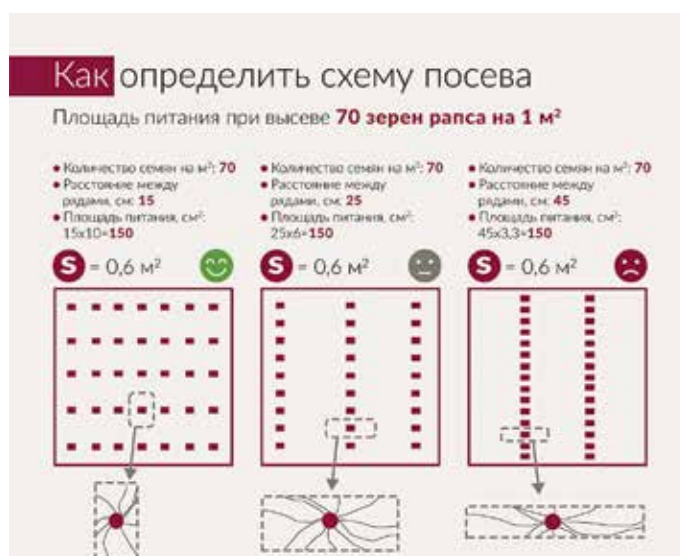 Как определить схему посева
Площадь питания при высеве 70 зерен рапса на 1 м²
• Количество семян на м²: 70
• Расстояние между
рядами, см: 15
• Площадь питания, см²:
15х10=150
S = 0,6 м²
• Количество семян на м²: 70
• Расстояние между
рядами, см: 25
• Площадь питания, см²:
25х6=150
S = 0,6 м²
• Количество семян на м²: 70
• Расстояние между
рядами, см: 45
• Площадь питания, см²:
45х3,3=150
S = 0,6 м²